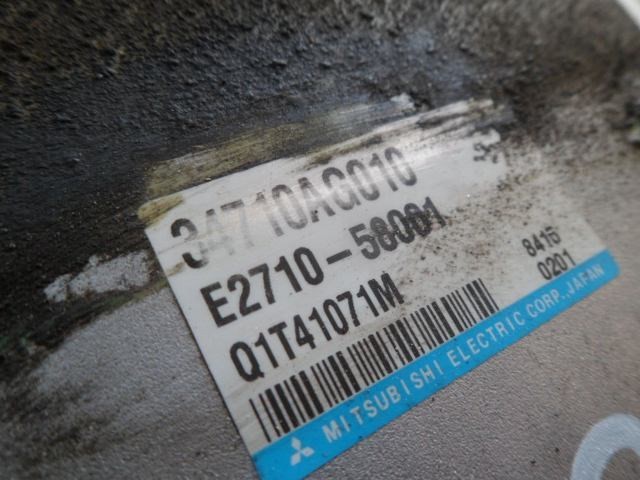 34710AG010
E2710-58001
Q1T41071M
8415
0201
MITSUBISHI ELECTRIC CORP., JAPAN